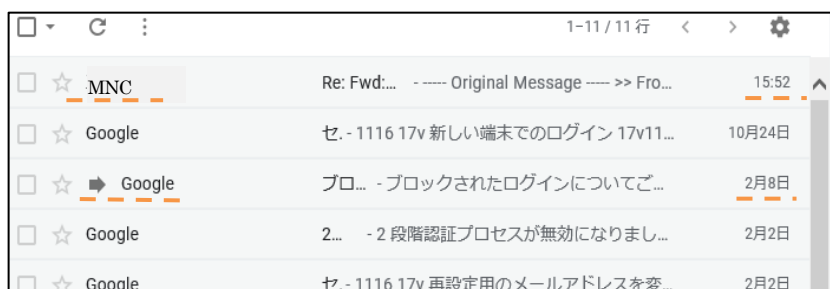 1-11 / 11 行
MNC Re: Fwd:... - ----- Original Message ----- >> Fro... 15:52
Google セ. - 1116 17v 新しい端末でのログイン 17v11... 10月24日
Google ブロ... - ブロックされたログインについてご... 2月8日
Google 2... - 2 段階認証プロセスが無効になりまし... 2月2日
Google セ. - 1116 17v 再設定用のメールアドレスを変... 2月2日